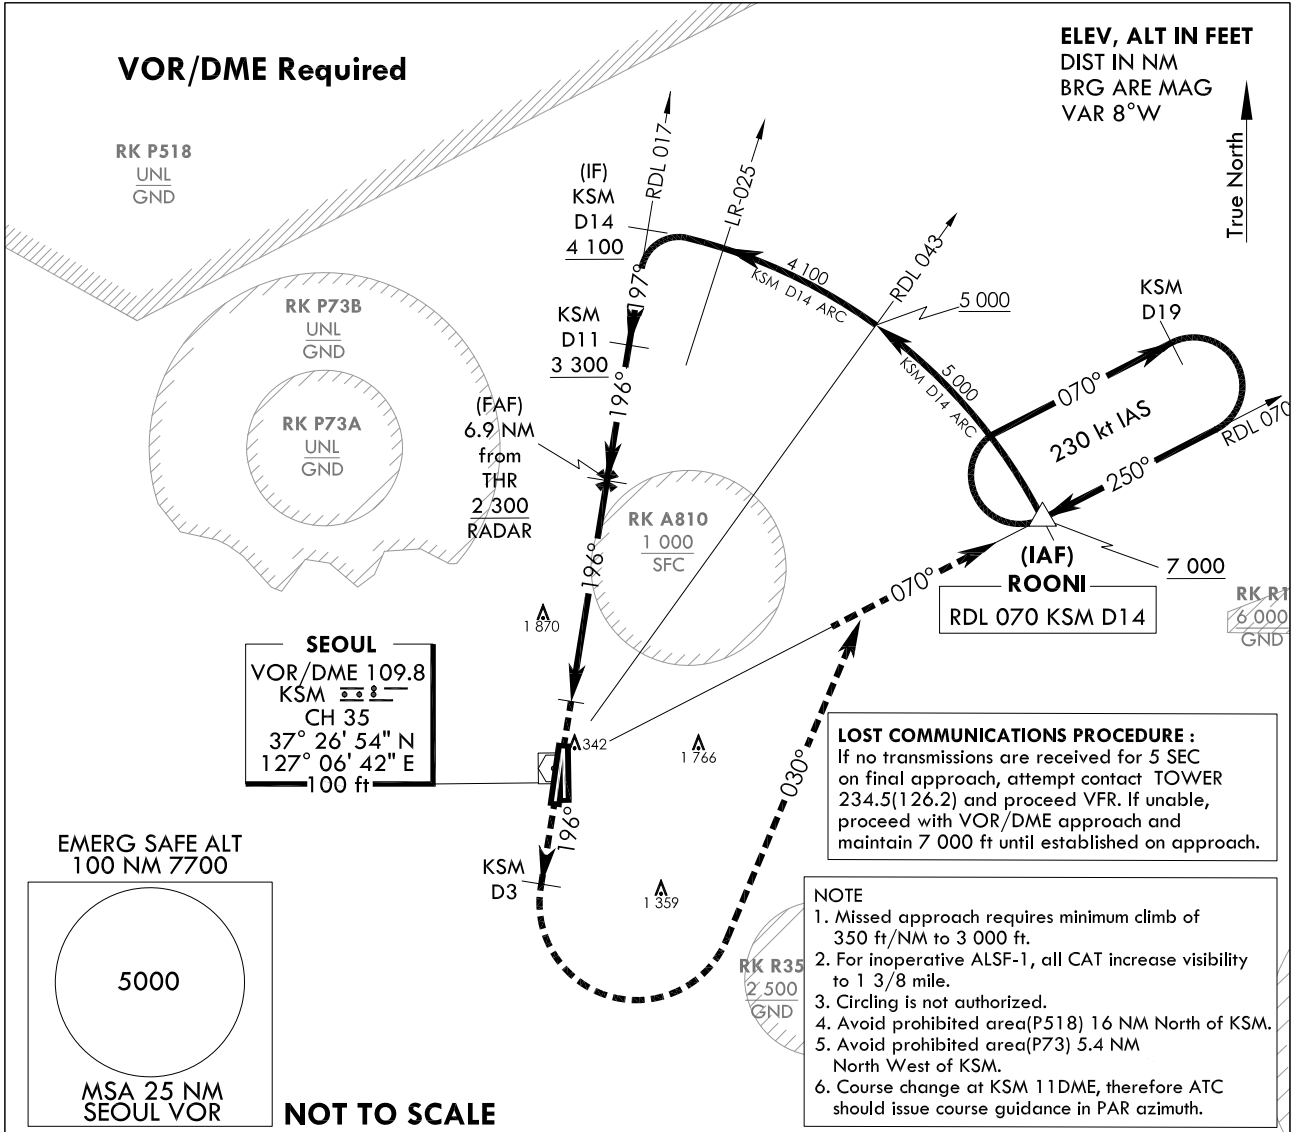 VOR/DME Required
ELEV, ALT IN FEET
DIST IN NM
BRG ARE MAG
VAR 8°W
True North
RK P518
UNL
GND
RK P73B
UNL
GND
RK P73A
UNL
GND
(IF)
KSM
D14
4 100
RDL 017
LR-025
RDL 043
197°
4 100
KSM D14 ARC
5 000
KSM
D19
KSM
D11
3 300
196°
5 000
KSM D14 ARC
070°
230 kt IAS
RDL 070
250°
(FAF)
6.9 NM
from
THR
2 300
RADAR
RK A810
1 000
SFC
196°
(IAF)
ROONI
RDL 070 KSM D14
7 000
070°
RK R1
6 000
GND
1 870
SEOUL
VOR/DME 109.8
KSM
CH 35
37° 26' 54" N
127° 06' 42" E
100 ft
342
1 766
030°
196°
KSM
D3
1 359
LOST COMMUNICATIONS PROCEDURE :
If no transmissions are received for 5 SEC
on final approach, attempt contact TOWER
234.5(126.2) and proceed VFR. If unable,
proceed with VOR/DME approach and
maintain 7 000 ft until established on approach.
EMERG SAFE ALT
100 NM 7700
5000
MSA 25 NM
SEOUL VOR
NOT TO SCALE
RK R35
2 500
GND
NOTE
1. Missed approach requires minimum climb of
350 ft/NM to 3 000 ft.
2. For inoperative ALSF-1, all CAT increase visibility
to 1 3/8 mile.
3. Circling is not authorized.
4. Avoid prohibited area(P518) 16 NM North of KSM.
5. Avoid prohibited area(P73) 5.4 NM
North West of KSM.
6. Course change at KSM 11DME, therefore ATC
should issue course guidance in PAR azimuth.